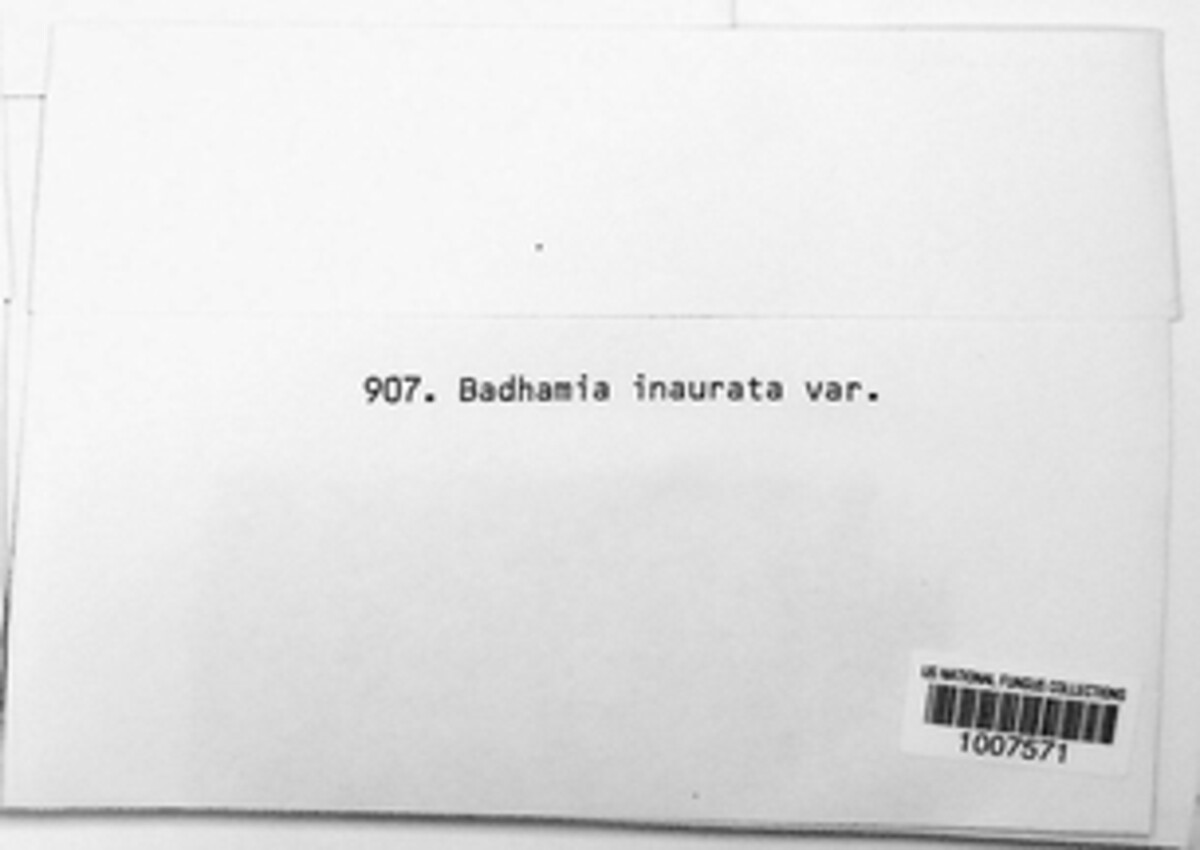 907. Badhamia inaurata var.
US NATIONAL FUNGUS COLLECTIONS
1007571